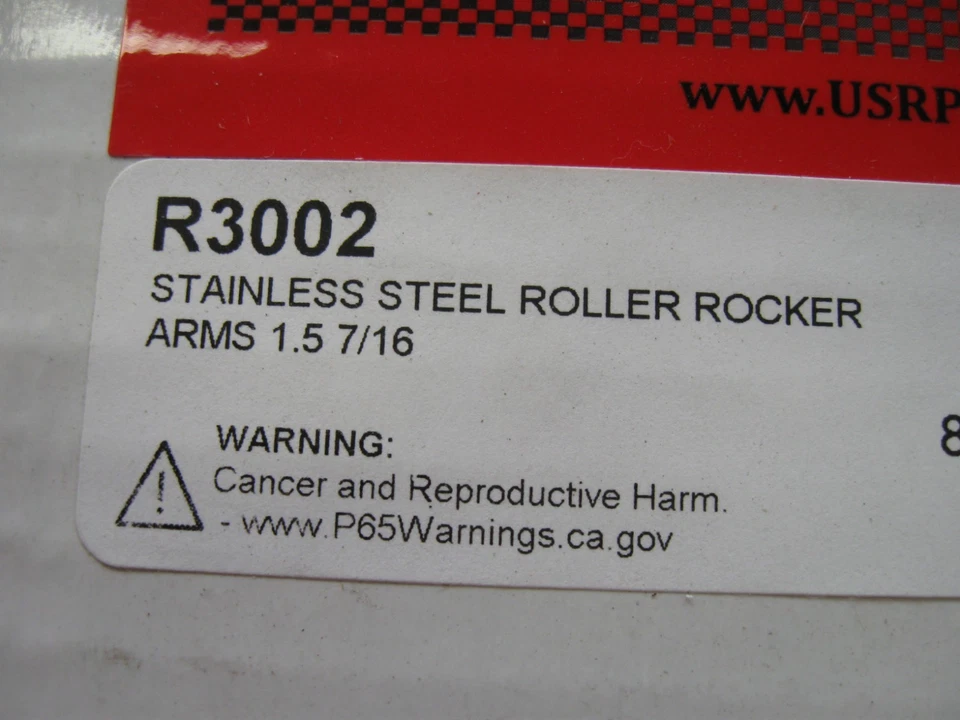 www.USRP
R3002
STAINLESS STEEL ROLLER ROCKER
ARMS 1.5 7/16
8
WARNING:
Cancer and Reproductive Harm.
- www.P65Warnings.ca.gov